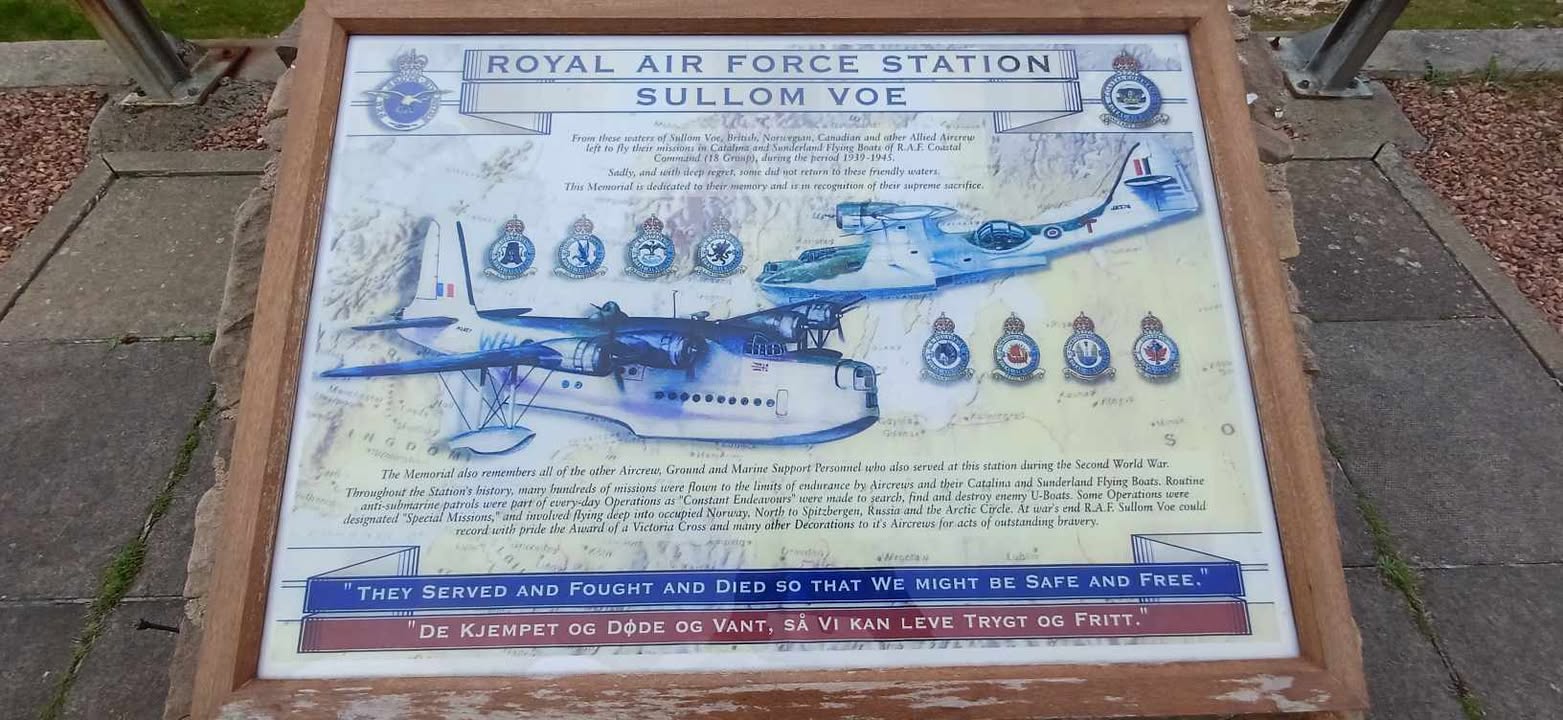 ROYAL AIR FORCE STATION
SULLOM VOE
From these waters of Sullom Voe, British, Norwegian, Canadian and other Allied Aircrew
left to fly their missions in Catalina and Sunderland Flying Boats of R.A.F. Coastal
Command (18 Group), during the period 1939-1945.
Sadly, and with deep regret, some did not return to these friendly waters.
This Memorial is dedicated to their memory and is in recognition of their supreme sacrifice.
WH
The Memorial also remembers all of the other Aircrew, Ground and Marine Support Personnel who also served at this station during the Second World War.
Throughout the Station's history, many hundreds of missions were flown to the limits of endurance by Aircrews and their Catalina and Sunderland Flying Boats. Routine
anti-submarine patrols were part of every-day Operations as "Constant Endeavours" were made to search, find and destroy enemy U-Boats. Some Operations were
designated "Special Missions," and involved flying deep into occupied Norway, North to Spitzbergen, Russia and the Arctic Circle. At war's end R.A.F. Sullom Voe could
record with pride the Award of a Victoria Cross and many other Decorations to it's Aircrews for acts of outstanding bravery.
"THEY SERVED AND FOUGHT AND DIED SO THAT WE MIGHT BE SAFE AND FREE."
"DE KJEMPET OG DØDE OG VANT, SÅ VI KAN LEVE TRYGT OG FRITT."